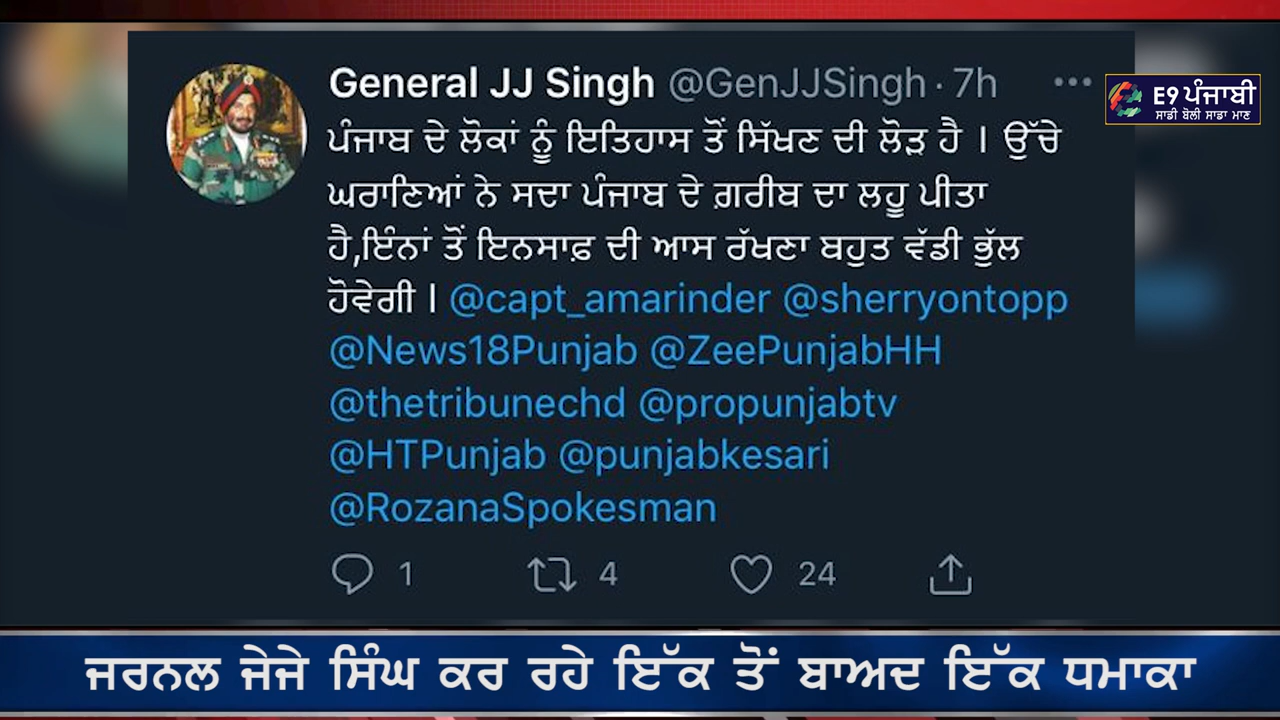 General JJ Singh @GenJJSingh · 7h
E9 ਪੰਜਾਬੀ
ਸਾਡੀ ਬੋਲੀ ਸਾਡਾ ਮਾਣ
ਪੰਜਾਬ ਦੇ ਲੋਕਾਂ ਨੂੰ ਇਤਿਹਾਸ ਤੋਂ ਸਿੱਖਣ ਦੀ ਲੋੜ ਹੈ । ਉੱਚੇ
ਘਰਾਣਿਆਂ ਨੇ ਸਦਾ ਪੰਜਾਬ ਦੇ ਗ਼ਰੀਬ ਦਾ ਲਹੂ ਪੀਤਾ
ਹੈ,ਇੰਨਾਂ ਤੋਂ ਇਨਸਾਫ਼ ਦੀ ਆਸ ਰੱਖਣਾ ਬਹੁਤ ਵੱਡੀ ਭੁੱਲ
ਹੋਵੇਗੀ । @capt_amarinder @sherryontopp
@News18Punjab @ZeePunjabHH
@thetribunechd @propunjabtv
@HTPunjab @punjabkesari
@RozanaSpokesman
1 4 24
ਜਰਨਲ ਜੇਜੇ ਸਿੰਘ ਕਰ ਰਹੇ ਇੱਕ ਤੋਂ ਬਾਅਦ ਇੱਕ ਧਮਾਕਾ